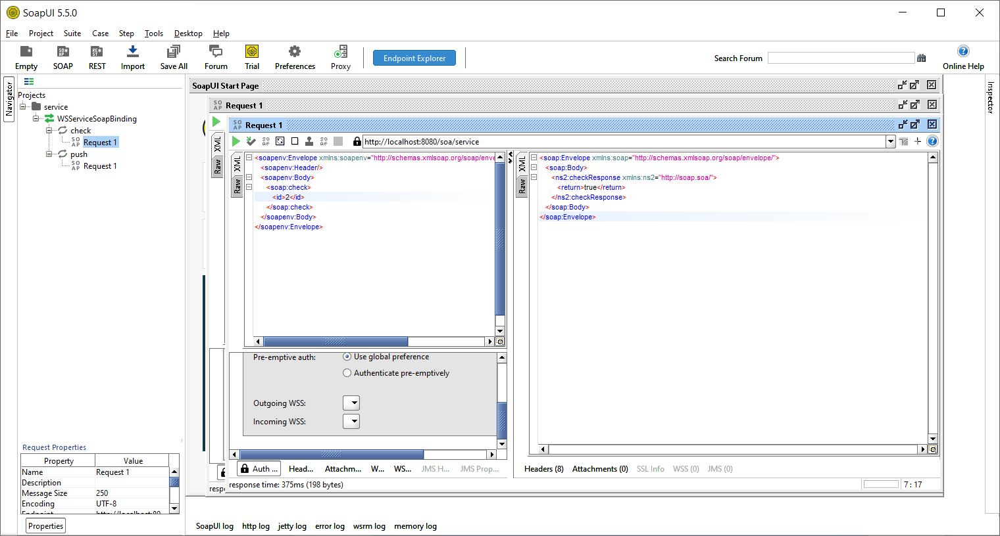 SoapUI 5.5.0
File Project Suite Case Step Tools Desktop Help
Empty SOAP REST Import Save All Forum Trial Preferences Proxy
Endpoint Explorer
Search Forum
Online Help
Navigator
Projects
service
WSServiceSoapBinding
check
Request 1
push
Request 1
Request Properties
Property Value
Name Request 1
Description
Message Size 250
Encoding UTF-8
Properties
SoapUI Start Page
Request 1
XML
Raw
Request 1
http://localhost:8080/soa/service
XML
Raw
<soapenv:Envelope xmlns:soapenv="http://schemas.xmlsoap.org/soap/enve
<soapenv:Header/>
<soapenv:Body>
<soap:check>
<id>2</id>
</soap:check>
</soapenv:Body>
</soapenv:Envelope>
Pre-emptive auth: Use global preference
Authenticate pre-emptively
Outgoing WSS:
Incoming WSS:
Auth ... Head... Attachm... W... WS... JMS H... JMS Prop...
XML
Raw
<soap:Envelope xmlns:soap="http://schemas.xmlsoap.org/soap/envelope/">
<soap:Body>
<ns2:checkResponse xmlns:ns2="http://soap.soa/">
<return>true</return>
</ns2:checkResponse>
</soap:Body>
</soap:Envelope>
Headers (8) Attachments (0) SSL Info WSS (0) JMS (0)
response time: 375ms (198 bytes)
7 : 17
Inspector
SoapUI log http log jetty log error log wsrm log memory log